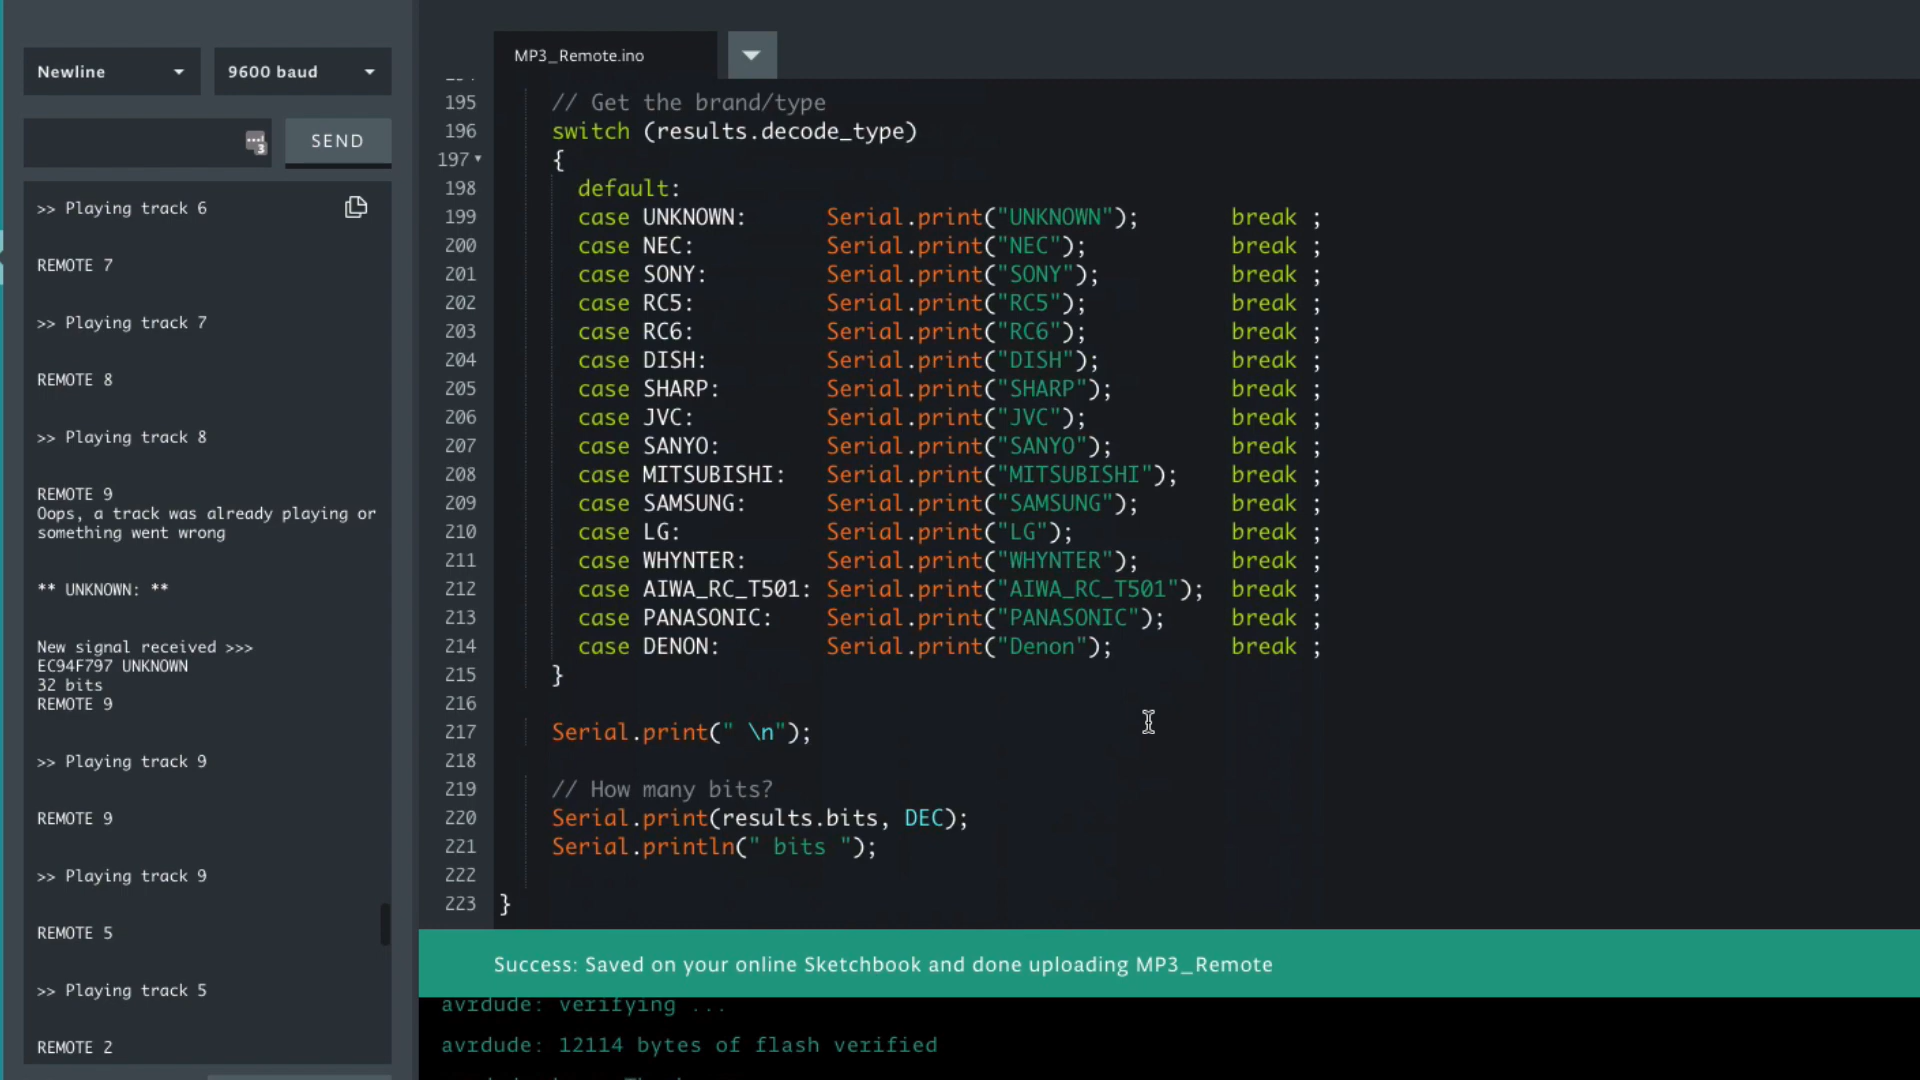 Newline
9600 baud
SEND
>> Playing track 6
REMOTE 7
>> Playing track 7
REMOTE 8
>> Playing track 8
REMOTE 9
Oops, a track was already playing or
something went wrong
** UNKNOWN: **
New signal received >>>
EC94F797 UNKNOWN
32 bits
REMOTE 9
>> Playing track 9
REMOTE 9
>> Playing track 9
REMOTE 5
>> Playing track 5
REMOTE 2
MP3_Remote.ino
195 // Get the brand/type
196 switch (results.decode_type)
197 {
198 default:
199 case UNKNOWN: Serial.print("UNKNOWN"); break ;
200 case NEC: Serial.print("NEC"); break ;
201 case SONY: Serial.print("SONY"); break ;
202 case RC5: Serial.print("RC5"); break ;
203 case RC6: Serial.print("RC6"); break ;
204 case DISH: Serial.print("DISH"); break ;
205 case SHARP: Serial.print("SHARP"); break ;
206 case JVC: Serial.print("JVC"); break ;
207 case SANYO: Serial.print("SANYO"); break ;
208 case MITSUBISHI: Serial.print("MITSUBISHI"); break ;
209 case SAMSUNG: Serial.print("SAMSUNG"); break ;
210 case LG: Serial.print("LG"); break ;
211 case WHYNTER: Serial.print("WHYNTER"); break ;
212 case AIWA_RC_T501: Serial.print("AIWA_RC_T501"); break ;
213 case PANASONIC: Serial.print("PANASONIC"); break ;
214 case DENON: Serial.print("Denon"); break ;
215 }
216
217 Serial.print(" \n");
218
219 // How many bits?
220 Serial.print(results.bits, DEC);
221 Serial.println(" bits ");
222
223 }
Success: Saved on your online Sketchbook and done uploading MP3_Remote
avrdude: verifying ...
avrdude: 12114 bytes of flash verified